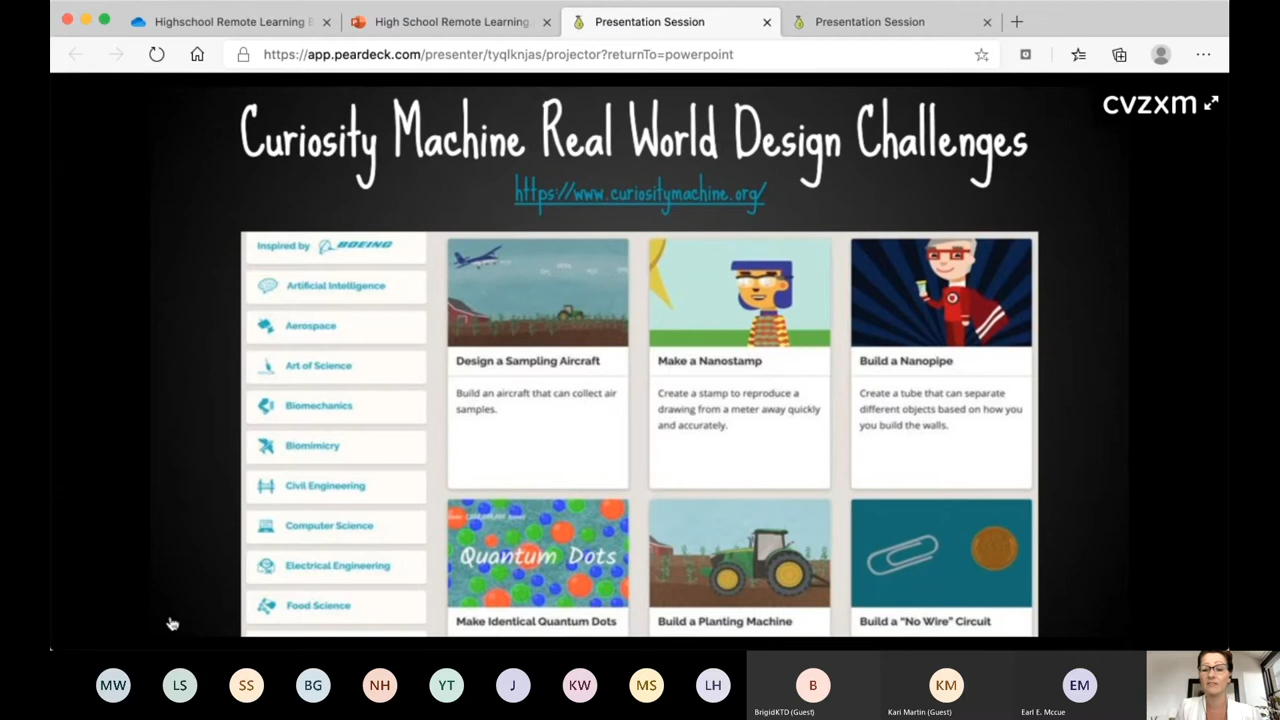 Highschool Remote Learning
High School Remote Learning
Presentation Session
Presentation Session
https://app.peardeck.com/presenter/tyqlknjas/projector?returnTo=powerpoint
cvzxm
Curiosity Machine Real World Design Challenges
https://www.curiositymachine.org/
Inspired by BOEING
Artificial Intelligence
Aerospace
Art of Science
Biomechanics
Biomimicry
Civil Engineering
Computer Science
Electrical Engineering
Food Science
Design a Sampling Aircraft
Build an aircraft that can collect air
samples.
Make a Nanostamp
Create a stamp to reproduce a
drawing from a meter away quickly
and accurately.
Build a Nanopipe
Create a tube that can separate
different objects based on how you
you build the walls.
Quantum Dots
Make Identical Quantum Dots
Build a Planting Machine
Build a "No Wire" Circuit
MW
LS
SS
BG
NH
YT
J
KW
MS
LH
B
KM
EM
BrigidKTD (Guest)
Kari Martin (Guest)
Earl E. Mccue